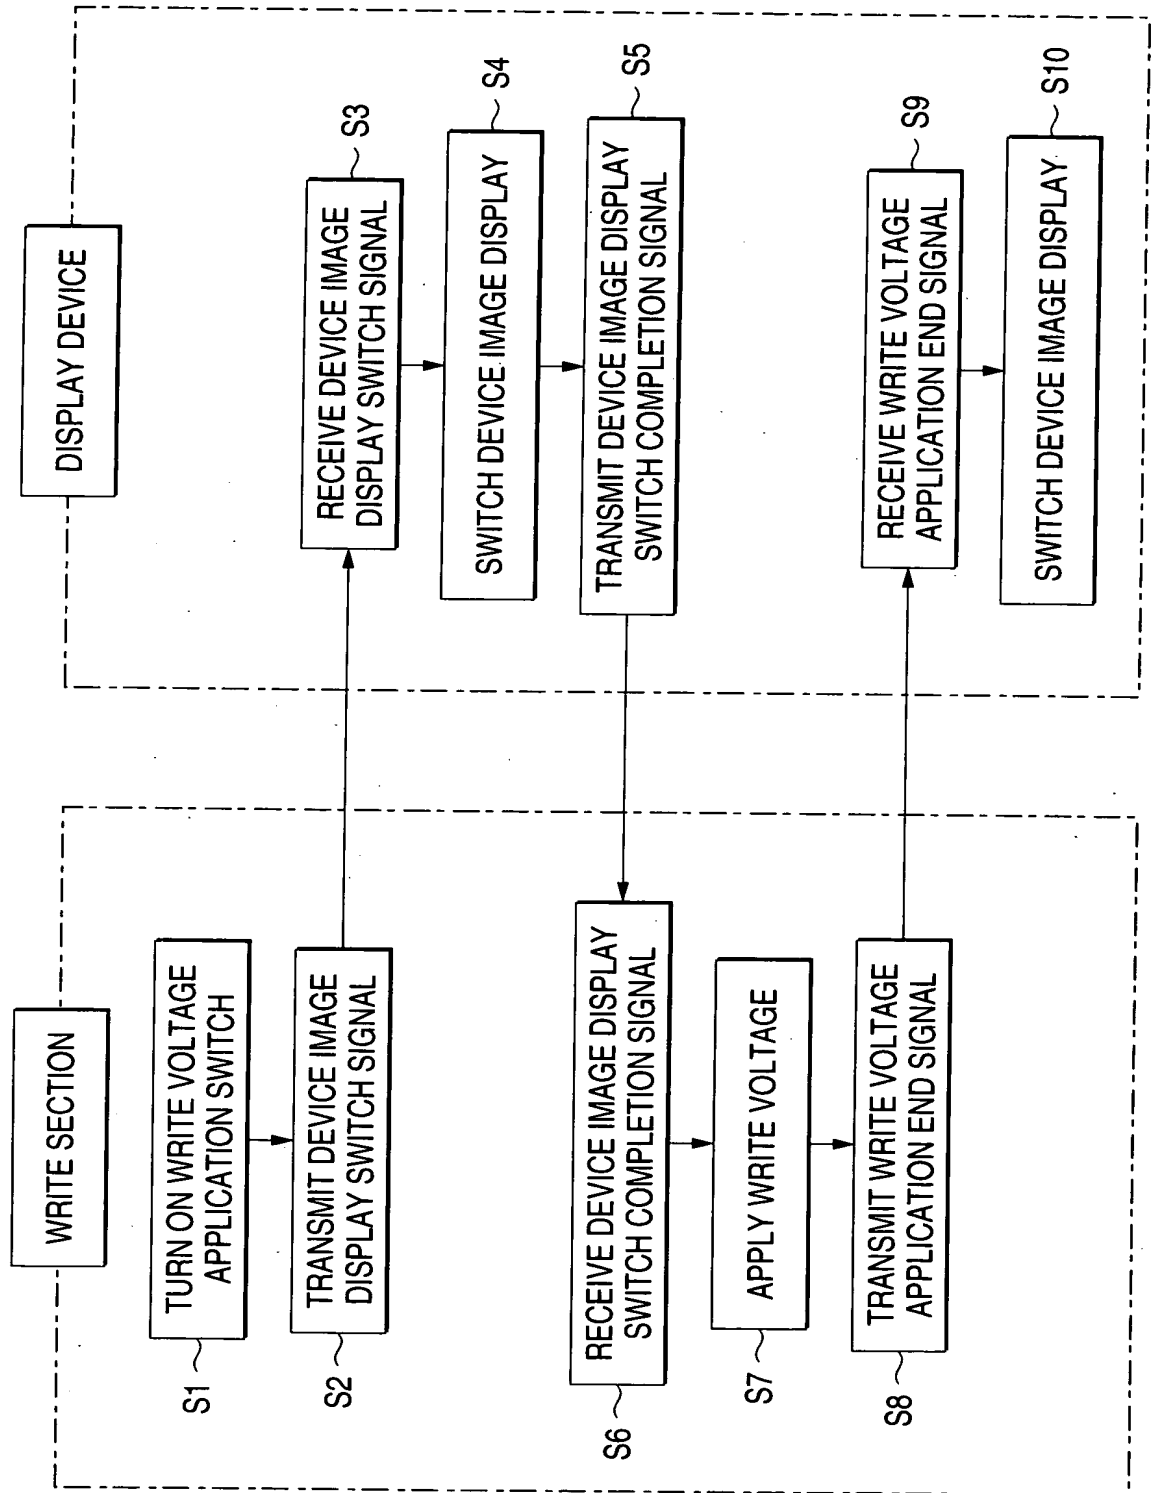 WRITE SECTION
S1
TURN ON WRITE VOLTAGE
APPLICATION SWITCH
S2
TRANSMIT DEVICE IMAGE
DISPLAY SWITCH SIGNAL
S6
RECEIVE DEVICE IMAGE DISPLAY
SWITCH COMPLETION SIGNAL
S7
APPLY WRITE VOLTAGE
S8
TRANSMIT WRITE VOLTAGE
APPLICATION END SIGNAL
DISPLAY DEVICE
RECEIVE DEVICE IMAGE
DISPLAY SWITCH SIGNAL
S3
SWITCH DEVICE IMAGE DISPLAY
S4
TRANSMIT DEVICE IMAGE DISPLAY
SWITCH COMPLETION SIGNAL
S5
RECEIVE WRITE VOLTAGE
APPLICATION END SIGNAL
S9
SWITCH DEVICE IMAGE DISPLAY
S10